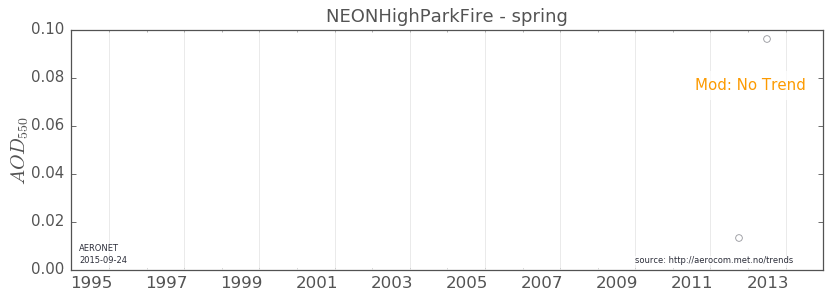 NEONHighParkFire - spring
0.10
0.08
0.06
0.04
0.02
0.00
AOD550
Mod: No Trend
AERONET
2015-09-24
source: http://aerocom.met.no/trends
1995 1997 1999 2001 2003 2005 2007 2009 2011 2013